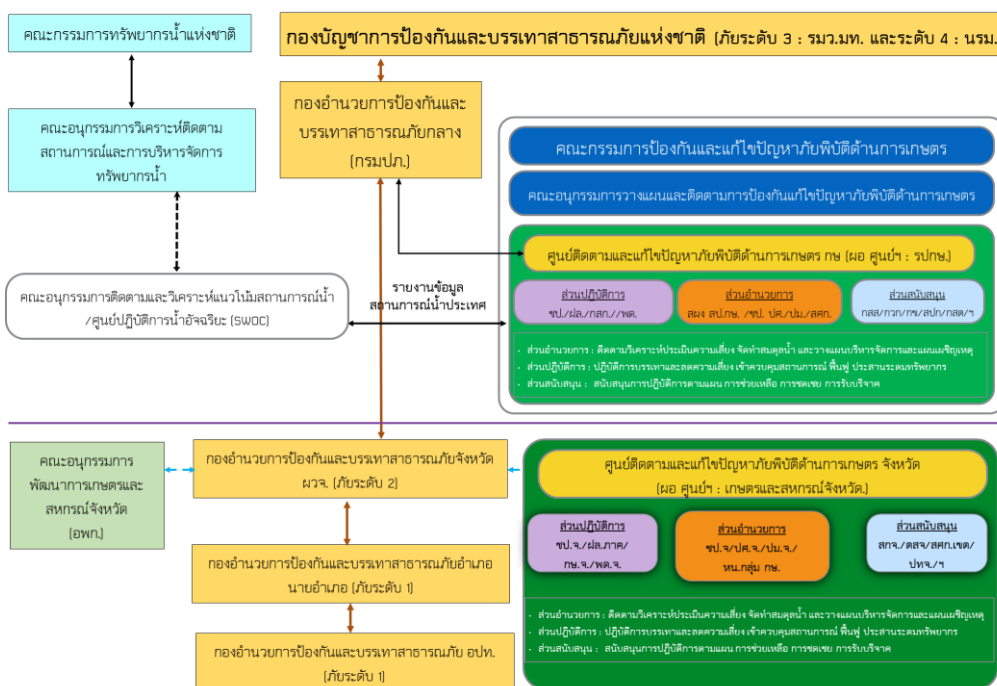 คณะกรรมการทรัพยากรน้ำแห่งชาติ
กองบัญชาการป้องกันและบรรเทาสาธารณภัยแห่งชาติ (ภัยระดับ 3 : รมว.มท. และระดับ 4 : นรม.
กองอำนวยการป้องกันและ
บรรเทาสาธารณภัยกลาง
(กรมปภ.)
คณะอนุกรรมการวิเคราะห์ติดตาม
สถานการณ์และการบริหารจัดการ
ทรัพยากรน้ำ
คณะกรรมการป้องกันและแก้ไขปัญหาภัยพิบัติด้านการเกษตร
คณะอนุกรรมการวางแผนและติดตามการป้องกันแก้ไขปัญหาภัยพิบัติด้านการเกษตร
ศูนย์ติดตามและแก้ไขปัญหาภัยพิบัติด้านการเกษตร กษ (ผอ ศูนย์ฯ : รปกษ.)
คณะอนุกรรมการติดตามและวิเคราะห์แนวโน้มสถานการณ์น้ำ
/ศูนย์ปฏิบัติการน้ำอัจฉริยะ (SWOC)
รายงานข้อมูล
สถานการณ์น้ำประเทศ
ส่วนปฏิบัติการ
ชป./ฝล./กสก.//พด.
ส่วนอำนวยการ
สผง สป.กษ. /ชป. ปศ./ปม./สศก.
ส่วนสนับสนุน
กสส/กวก/กข/สปก/กสต/ฯ
- ส่วนอำนวยการ : ติดตามวิเคราะห์ประเมินความเสี่ยง จัดทำสมดุลน้ำ และวางแผนบริหารจัดการและแผนเผชิญเหตุ
- ส่วนปฏิบัติการ : ปฏิบัติการบรรเทาและลดความเสี่ยง เข้าควบคุมสถานการณ์ ฟื้นฟู ประสานระดมทรัพยากร
- ส่วนสนับสนุน : สนับสนุนการปฏิบัติการตามแผน การช่วยเหลือ การชดเชย การรับบริจาค
คณะอนุกรรมการ
พัฒนาการเกษตรและ
สหกรณ์จังหวัด
(อพก.)
กองอำนวยการป้องกันและบรรเทาสาธารณภัยจังหวัด
ผวจ. (ภัยระดับ 2)
กองอำนวยการป้องกันและบรรเทาสาธารณภัยอำเภอ
นายอำเภอ (ภัยระดับ 1)
กองอำนวยการป้องกันและบรรเทาสาธารณภัย อปท.
(ภัยระดับ 1)
ศูนย์ติดตามและแก้ไขปัญหาภัยพิบัติด้านการเกษตร จังหวัด
(ผอ ศูนย์ฯ : เกษตรและสหกรณ์จังหวัด.)
ส่วนปฏิบัติการ
ชป.จ./ฝล.ภาค/
กษ.จ./พด.จ.
ส่วนอำนวยการ
ชป.จ/ปศ.จ/ปม.จ./
หน.กลุ่ม กษ.
ส่วนสนับสนุน
สกจ./ตสจ/สศก.เขต/
ปทจ./ฯ
- ส่วนอำนวยการ : ติดตามวิเคราะห์ประเมินความเสี่ยง จัดทำสมดุลน้ำ และวางแผนบริหารจัดการและแผนเผชิญเหตุ
- ส่วนปฏิบัติการ : ปฏิบัติการบรรเทาและลดความเสี่ยง เข้าควบคุมสถานการณ์ ฟื้นฟู ประสานระดมทรัพยากร
- ส่วนสนับสนุน : สนับสนุนการปฏิบัติการตามแผน การช่วยเหลือ การชดเชย การรับบริจาค